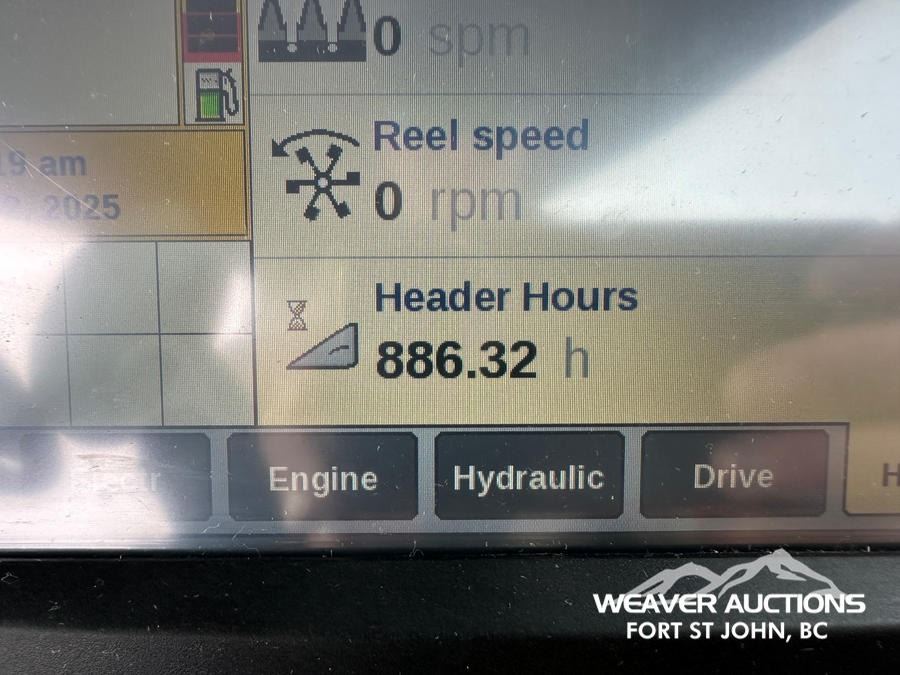 0 spm
Reel speed
0 rpm
19 am
2025
Header Hours
886.32 h
Engine
Hydraulic
Drive
H
WEAVER AUCTIONS
FORT ST JOHN, BC